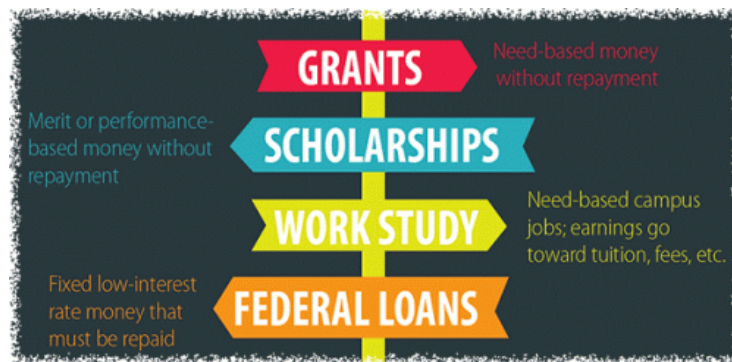 GRANTS
Need-based money
without repayment
Merit or performance-
based money without
repayment
SCHOLARSHIPS
WORK STUDY
Need-based campus
jobs; earnings go
toward tuition, fees, etc.
Fixed low-interest
rate money that
must be repaid
FEDERAL LOANS